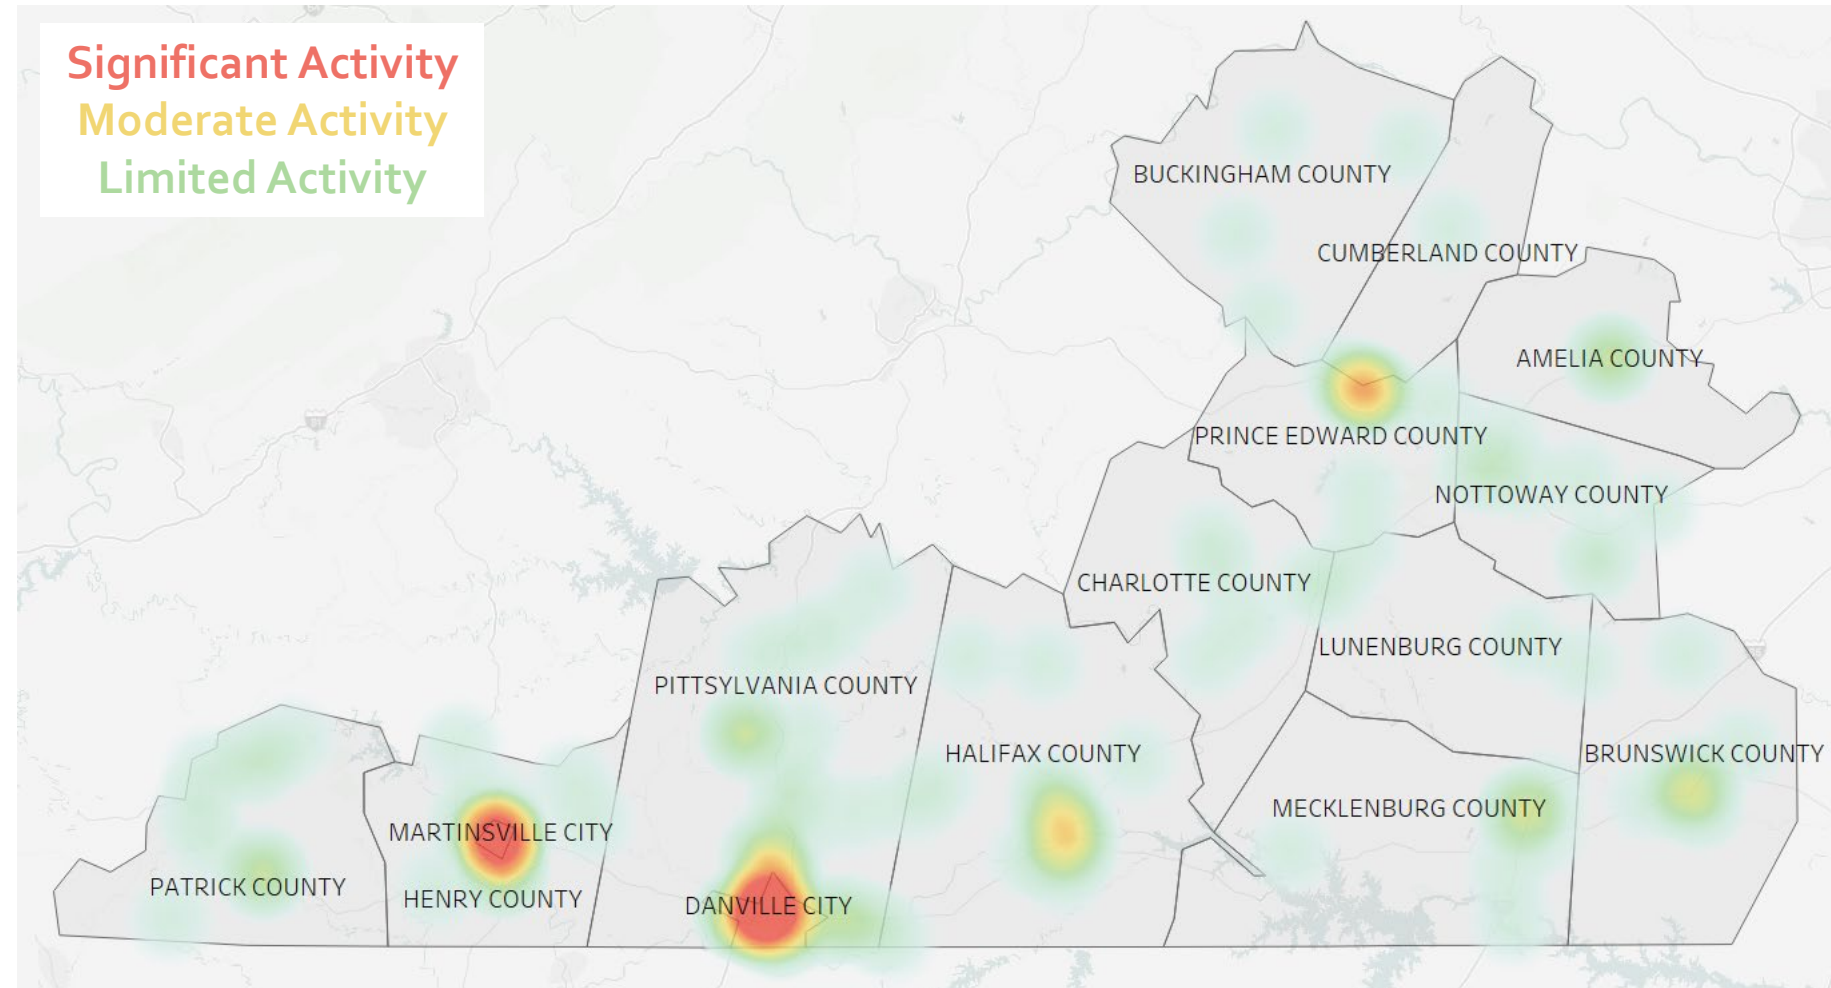 Significant Activity
Moderate Activity
Limited Activity
BUCKINGHAM COUNTY
CUMBERLAND COUNTY
AMELIA COUNTY
PRINCE EDWARD COUNTY
NOTTOWAY COUNTY
CHARLOTTE COUNTY
LUNENBURG COUNTY
PITTSYLVANIA COUNTY
HALIFAX COUNTY
BRUNSWICK COUNTY
MECKLENBURG COUNTY
MARTINSVILLE CITY
PATRICK COUNTY
HENRY COUNTY
DANVILLE CITY